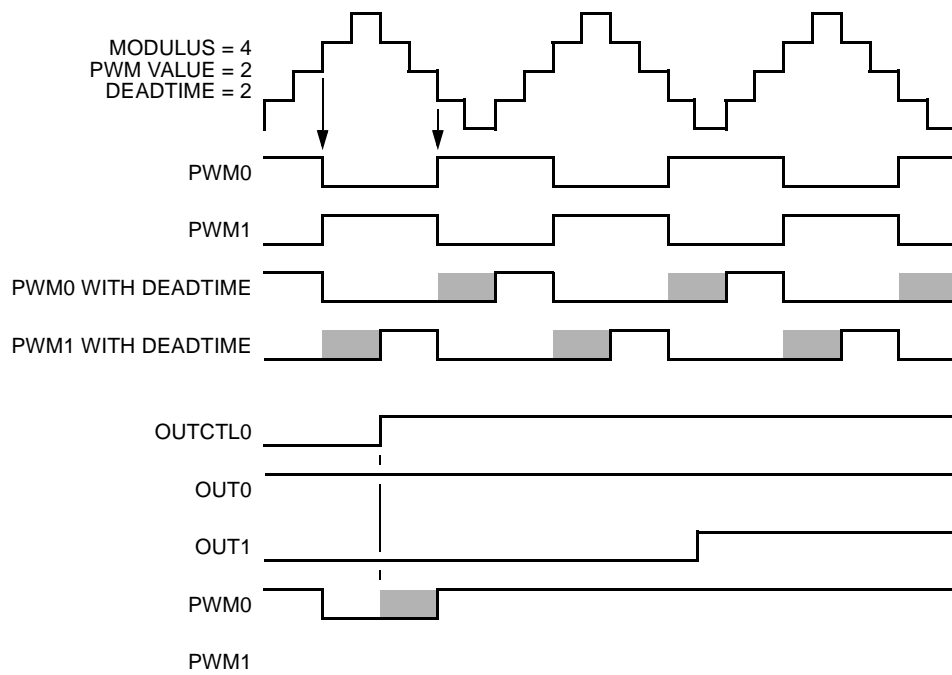 MODULUS = 4
PWM VALUE = 2
DEADTIME = 2
PWM0
PWM1
PWM0 WITH DEADTIME
PWM1 WITH DEADTIME
OUTCTL0
OUT0
OUT1
PWM0
PWM1